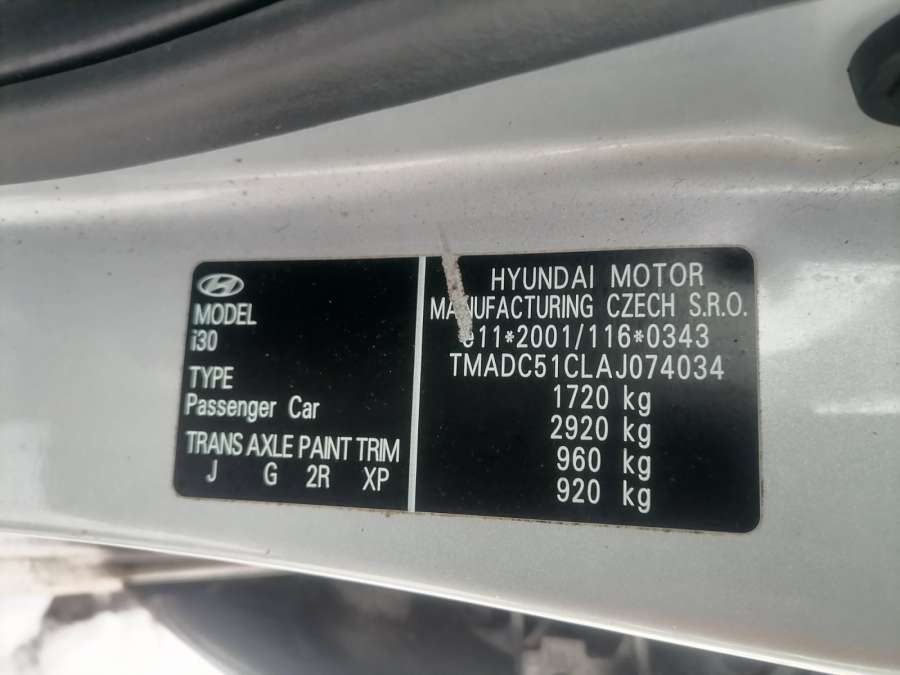 MODEL
i30
TYPE
Passenger Car
TRANS AXLE PAINT TRIM
J G 2R XP
HYUNDAI MOTOR
MANUFACTURING CZECH S.R.O.
e11*2001/116*0343
TMADC51CLAJ074034
1720 kg
2920 kg
960 kg
920 kg